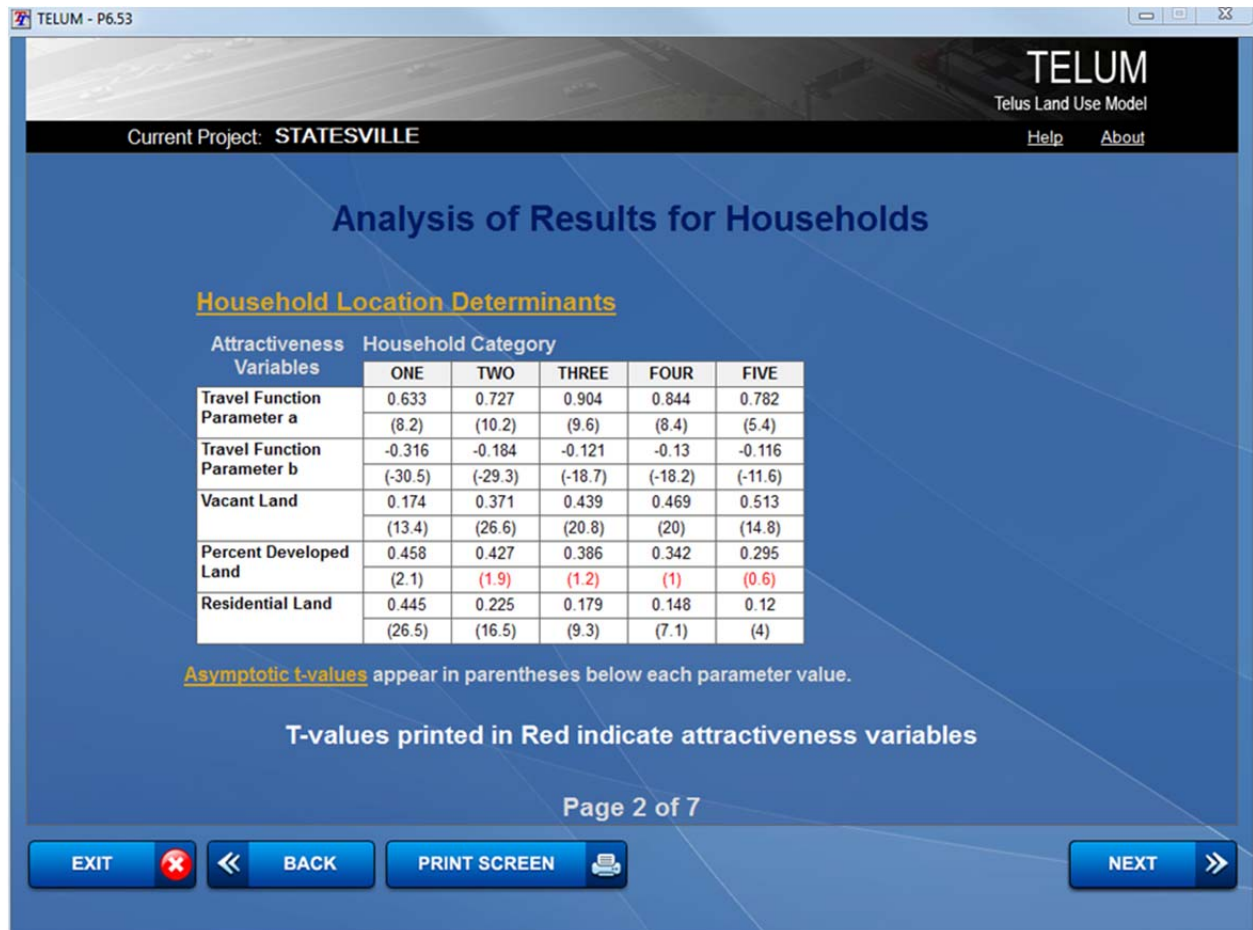 TELUM - P6.53
TELUM
Telus Land Use Model
Current Project: STATESVILLE
Help About
Analysis of Results for Households
Household Location Determinants
Attractiveness Household Category
Variables ONE TWO THREE FOUR FIVE
Travel Function 0.633 0.727 0.904 0.844 0.782
Parameter a (8.2) (10.2) (9.6) (8.4) (5.4)
Travel Function -0.316 -0.184 -0.121 -0.13 -0.116
Parameter b (-30.5) (-29.3) (-18.7) (-18.2) (-11.6)
Vacant Land 0.174 0.371 0.439 0.469 0.513
(13.4) (26.6) (20.8) (20) (14.8)
Percent Developed 0.458 0.427 0.386 0.342 0.295
Land (2.1) (1.9) (1.2) (1) (0.6)
Residential Land 0.445 0.225 0.179 0.148 0.12
(26.5) (16.5) (9.3) (7.1) (4)
Asymptotic t-values appear in parentheses below each parameter value.
T-values printed in Red indicate attractiveness variables
Page 2 of 7
EXIT BACK PRINT SCREEN NEXT